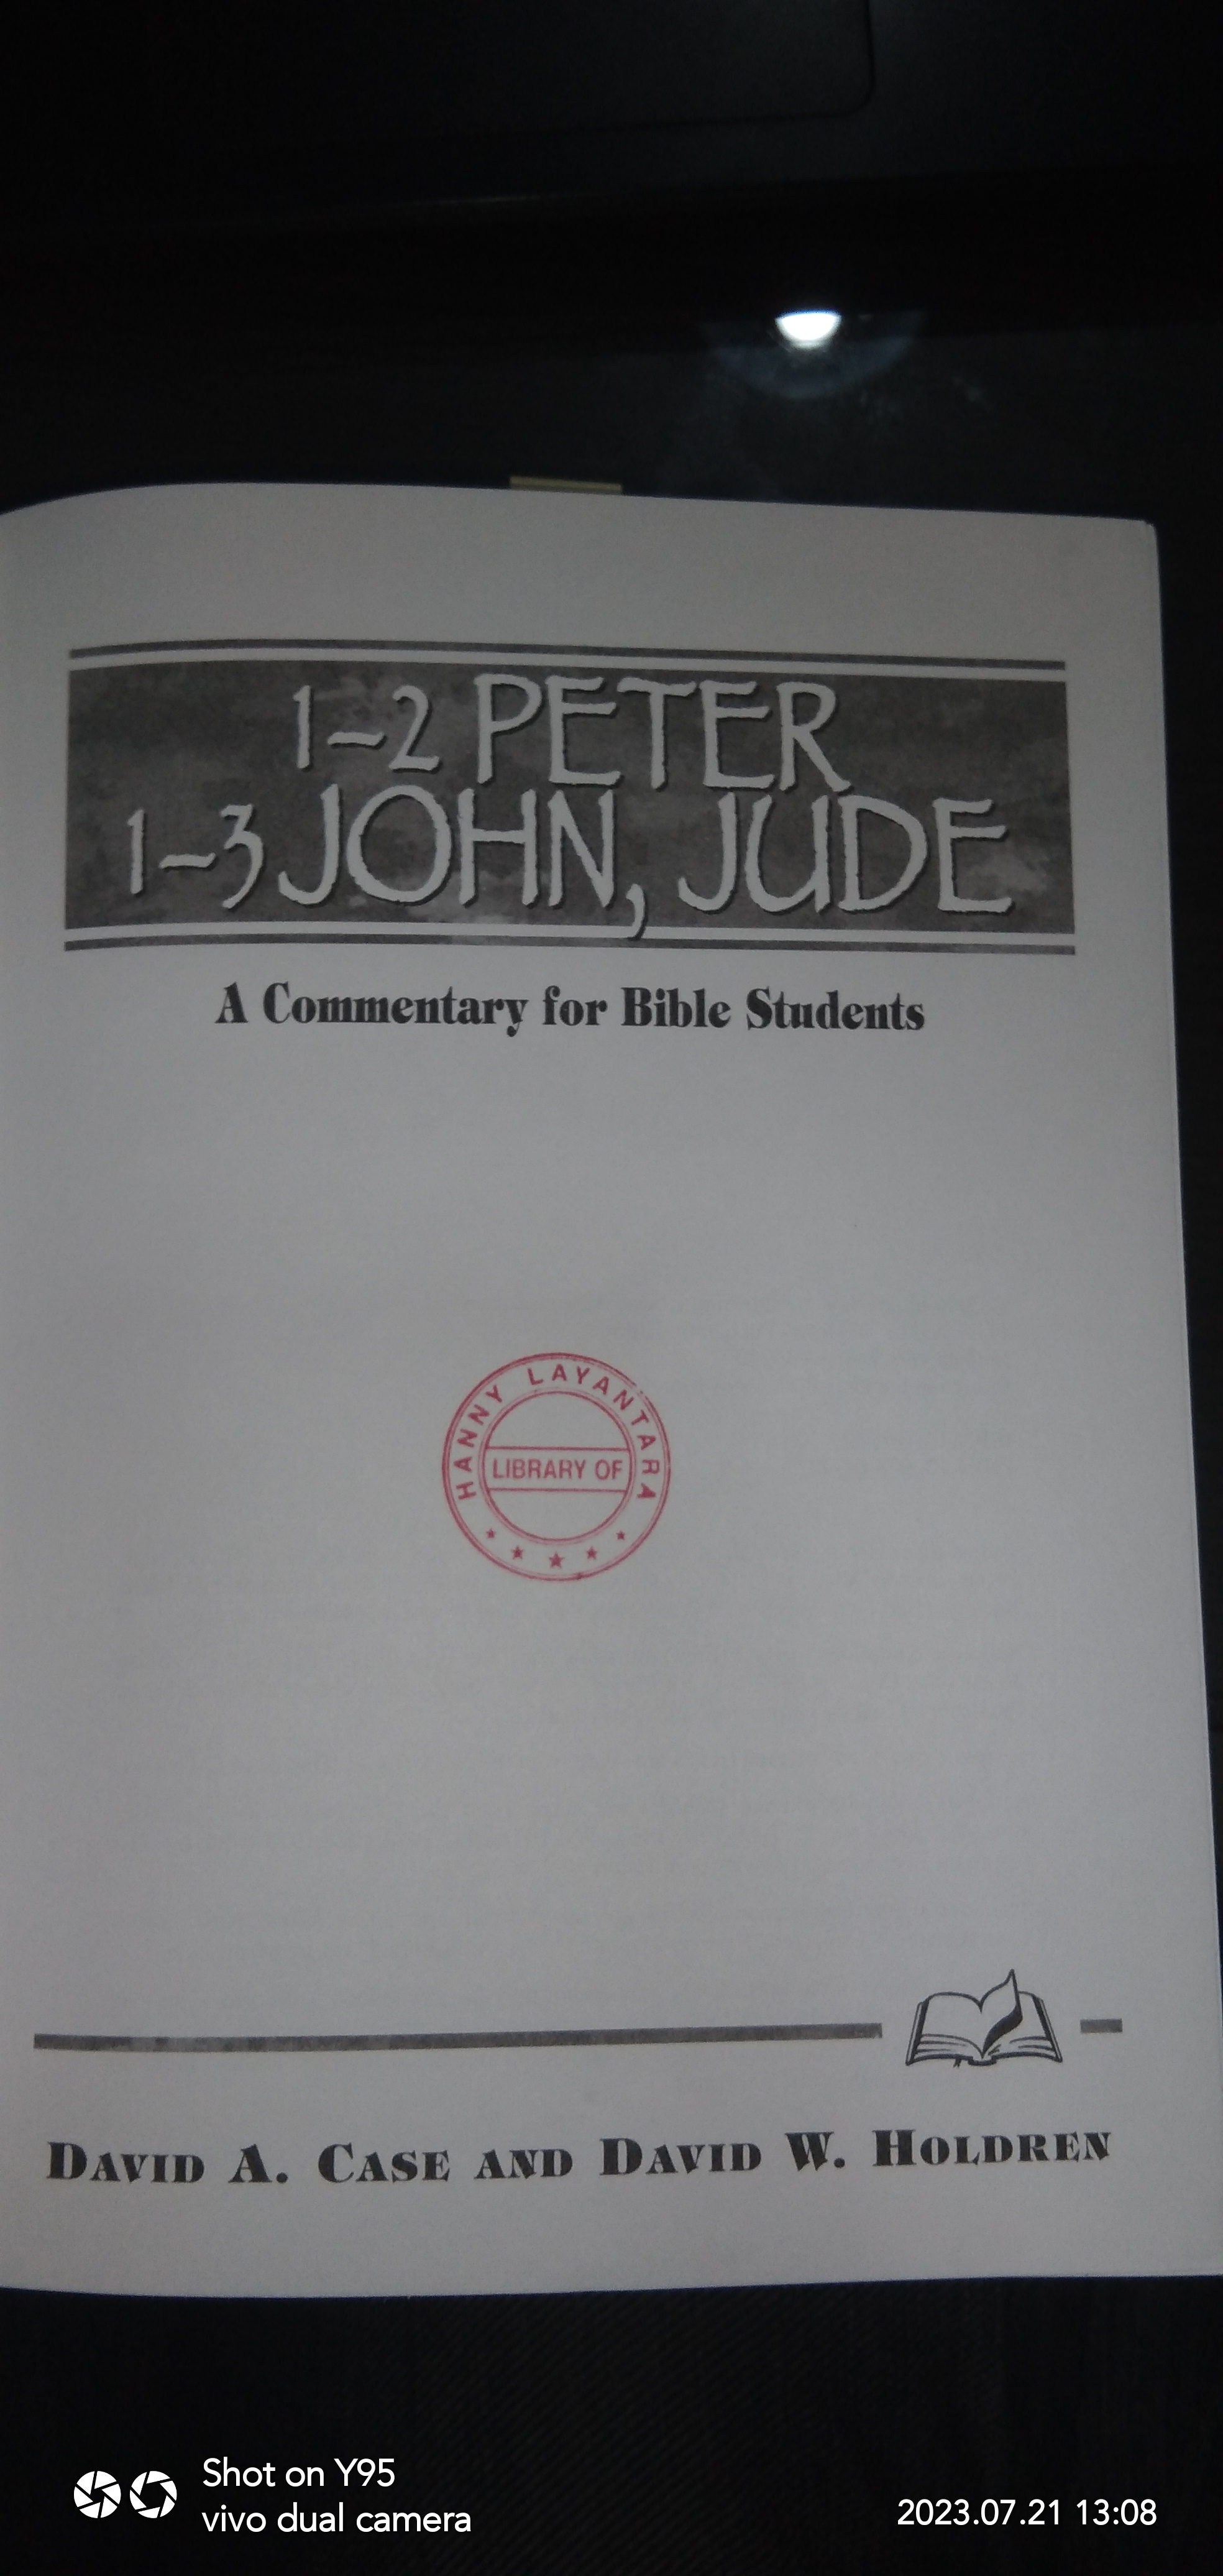 1~2 PETER
1~3 JOHN, JUDE
A Commentary for Bible Students
HANNY LAYANTARA
LIBRARY OF
DAVID A. CASE AND DAVID W. HOLDREN
Shot on Y95
vivo dual camera
2023.07.21 13:08